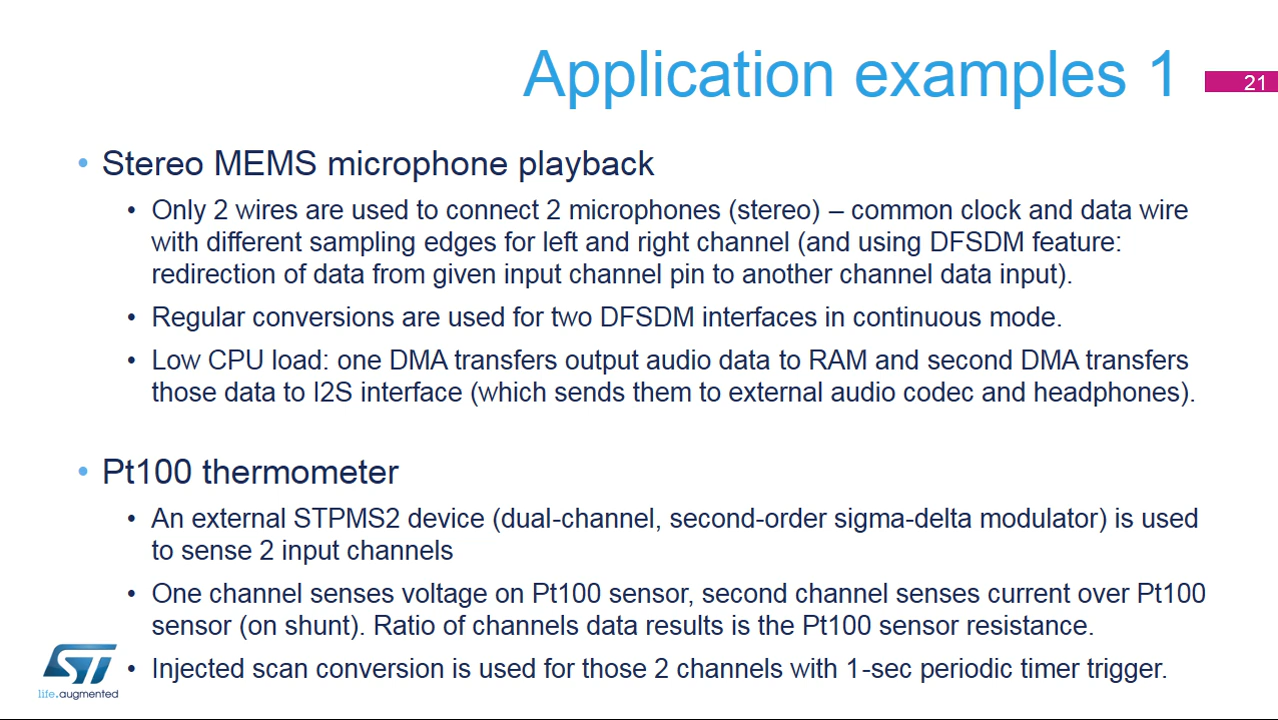 Application examples 1
21
• Stereo MEMS microphone playback
• Only 2 wires are used to connect 2 microphones (stereo) – common clock and data wire
with different sampling edges for left and right channel (and using DFSDM feature:
redirection of data from given input channel pin to another channel data input).
• Regular conversions are used for two DFSDM interfaces in continuous mode.
• Low CPU load: one DMA transfers output audio data to RAM and second DMA transfers
those data to I2S interface (which sends them to external audio codec and headphones).
• Pt100 thermometer
• An external STPMS2 device (dual-channel, second-order sigma-delta modulator) is used
to sense 2 input channels
• One channel senses voltage on Pt100 sensor, second channel senses current over Pt100
sensor (on shunt). Ratio of channels data results is the Pt100 sensor resistance.
• Injected scan conversion is used for those 2 channels with 1-sec periodic timer trigger.
ST
life.augmented